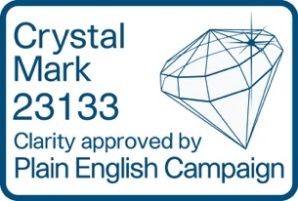 Crystal
Mark
23133
Clarity approved by
Plain English Campaign